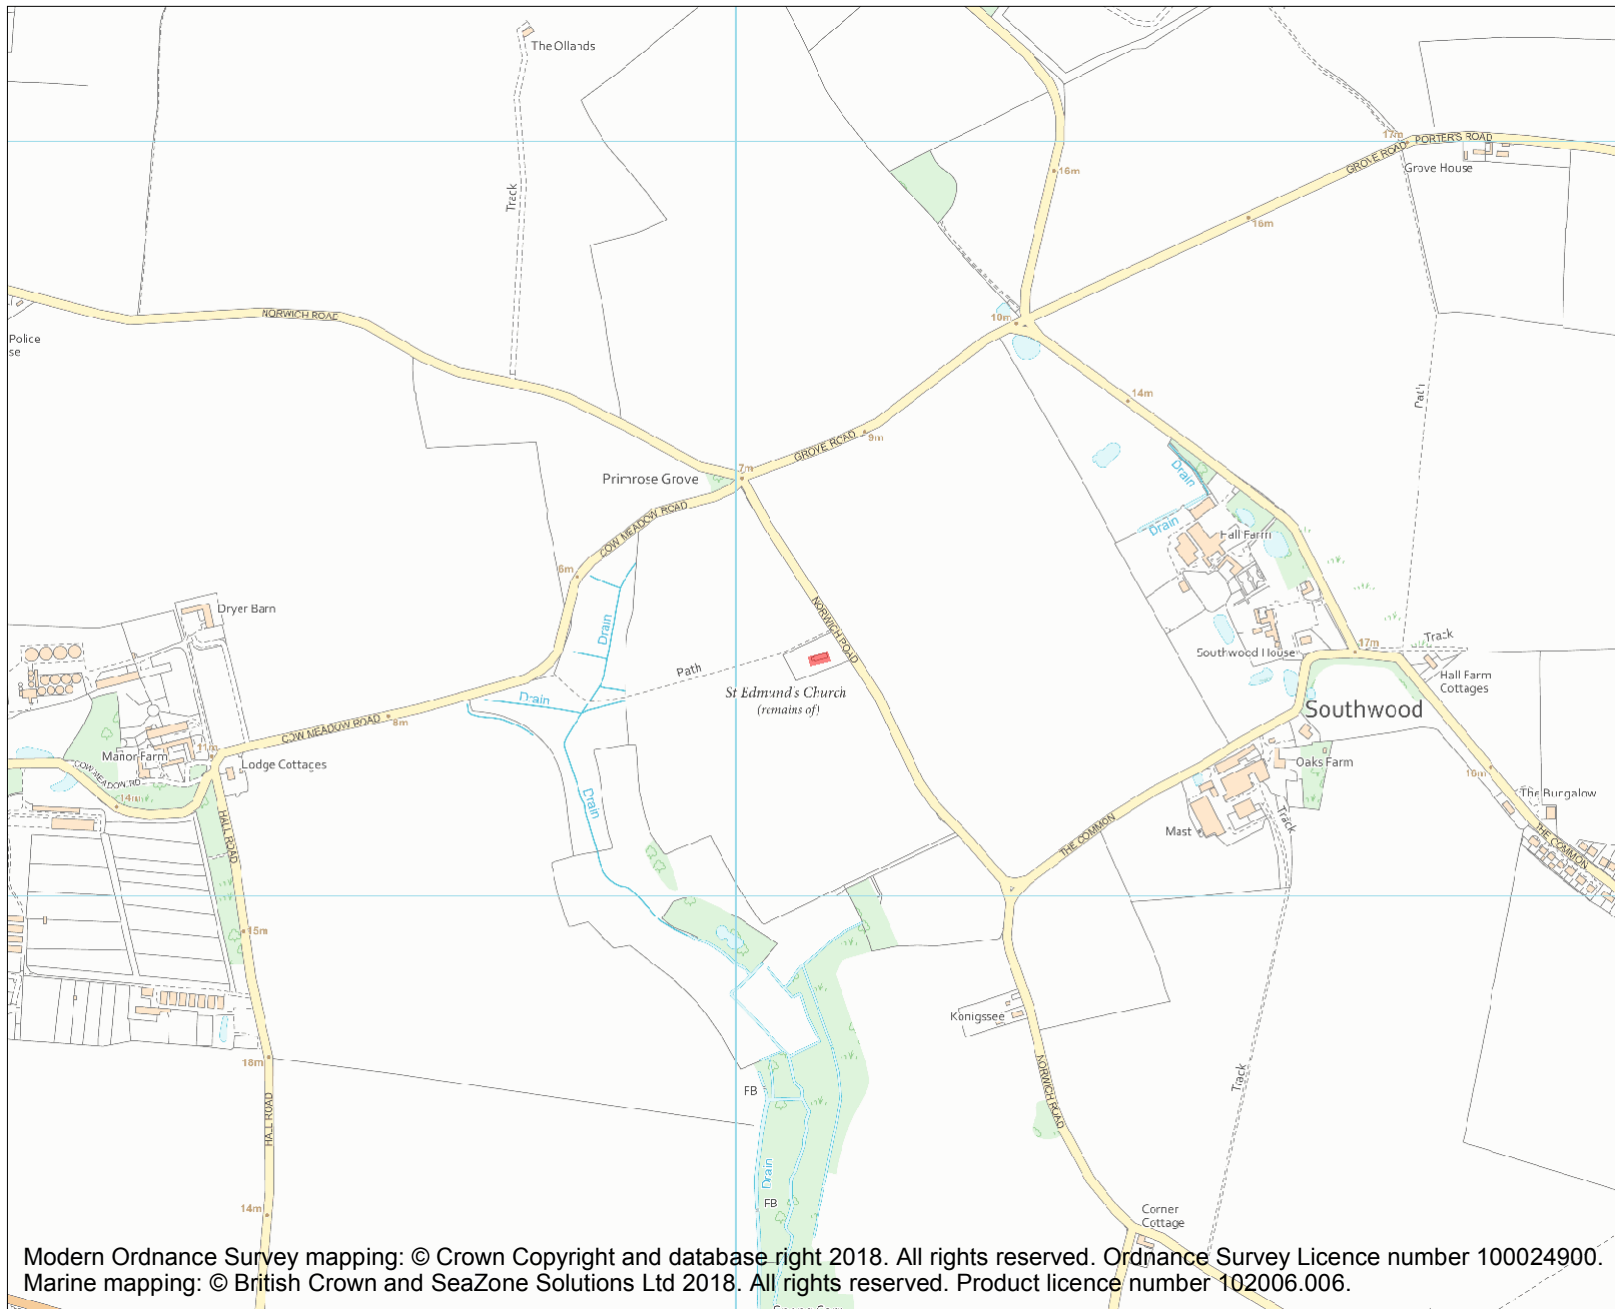 The Ollands
17m
PORTER'S ROAD
GROVE ROAD
Grove House
16m
Track
16m
NORWICH ROAD
10m
Police
se
14m
Path
GROVE ROAD
9m
7m
Primrose Grove
Drain
COW MEADOW ROAD
Drain
Hall Farm
6m
Dryer Barn
NORWICH ROAD
Drain
17m
Track
Southwood House
Path
Hall Farm
Cottages
St Edmund's Church
(remains of)
Drain
Southwood
COW MEADOW ROAD
8m
11m
Manor Farm
Lodge Cottages
Oaks Farm
COW MEADOW RD
16m
14m
The Bungalow
Drain
Track
HALL ROAD
Mast
THE COMMON
THE COMMON
15m
Konigssee
18m
FB
NORWICH ROAD
Track
HALL ROAD
Drain
FB
14m
Corner
Cottage
Modern Ordnance Survey mapping: © Crown Copyright and database right 2018. All rights reserved. Ordnance Survey Licence number 100024900.
Marine mapping: © British Crown and SeaZone Solutions Ltd 2018. All rights reserved. Product licence number 102006.006.